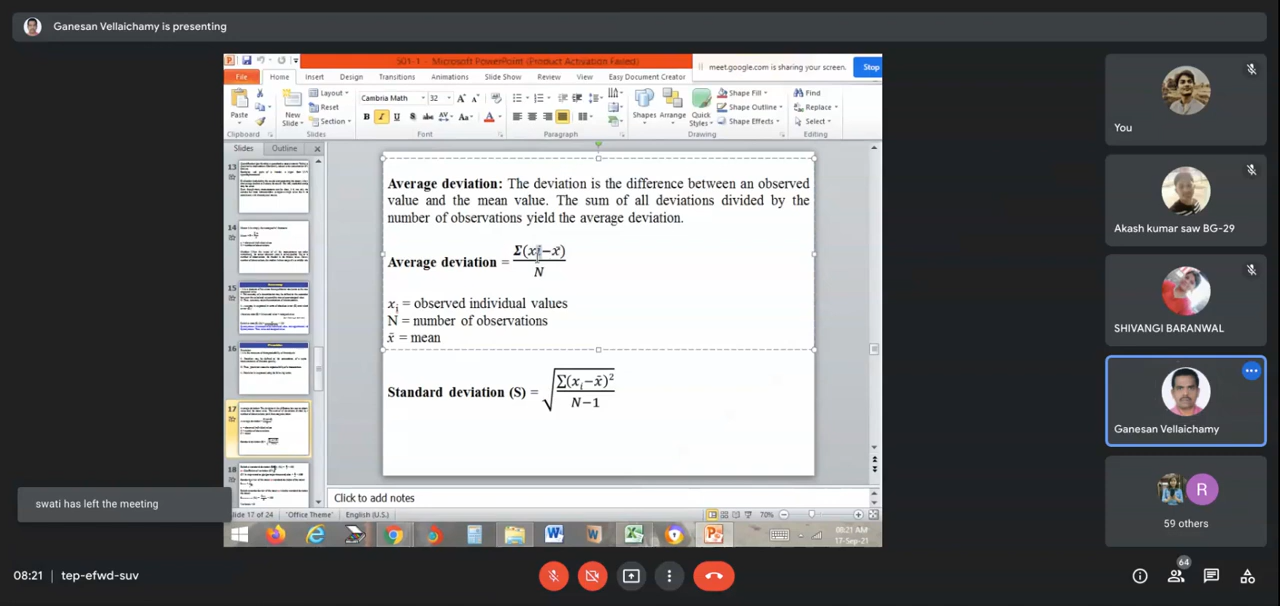 Ganesan Vellaichamy is presenting
501-1 - Microsoft PowerPoint (Product Activation Failed)
meet.google.com is sharing your screen.
Stop
File Home Insert Design Transitions Animations Slide Show Review View Easy Document Creator
Paste
New Slide
Layout
Reset
Section
Cambria Math 32
Shapes Arrange Quick Styles
Shape Fill
Shape Outline
Shape Effects
Find
Replace
Select
Clipboard Slides Font Paragraph Drawing Editing
Slides Outline
13
14
15
16
17
18
Average deviation: the deviation is the difference between an observed
value and the mean value. The sum of all deviations divided by the
number of observations yield the average deviation.
Average deviation = Σ(xi−x̄) / N
xi = observed individual values
N = number of observations
x̄ = mean
Standard deviation (S) = √(∑(xi−x̄)² / N−1)
Click to add notes
Slide 17 of 24 "Office Theme" English (U.S.) 70%
08:21 AM
17-Sep-21
swati has left the meeting
You
Akash kumar saw BG-29
SHIVANGI BARANWAL
Ganesan Vellaichamy
R
59 others
08:21 | tep-efwd-suv
64